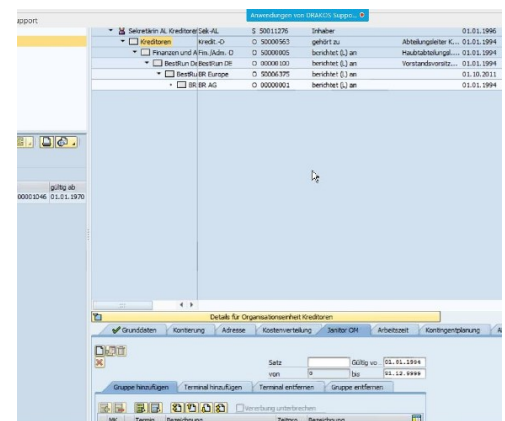 Anwendungen von DRAKOS Suppo...
upport
Sekretärin AL Kreditoren Sek-AL S 50011276 Inhaber 01.01.1996
Kreditoren Kredit.-D O 50000563 gehört zu Abteilungsleiter K... 01.01.1994
Finanzen und A Fin./Adm. D O 50000005 berichtet (L) an Hauptabteilungsl... 01.01.1994
BestRun De BestRun DE O 00000100 berichtet (L) an Vorstandsvorsitz... 01.01.1994
BestRu BR Europe O 50006375 berichtet (L) an 01.10.2011
BR BR AG O 00000001 berichtet (L) an 01.01.1994
gültig ab
00001046 01.01.1970
Details für Organisationseinheit Kreditoren
Grunddaten Kontierung Adresse Kostenverteilung Janitor OM Arbeitszeit Kontingentplanung
Satz Gültig vo 01.01.1994
von 0 bis 31.12.9999
Gruppe hinzufügen Terminal hinzufügen Terminal entfernen Gruppe entfernen
Vererbung unterbrechen